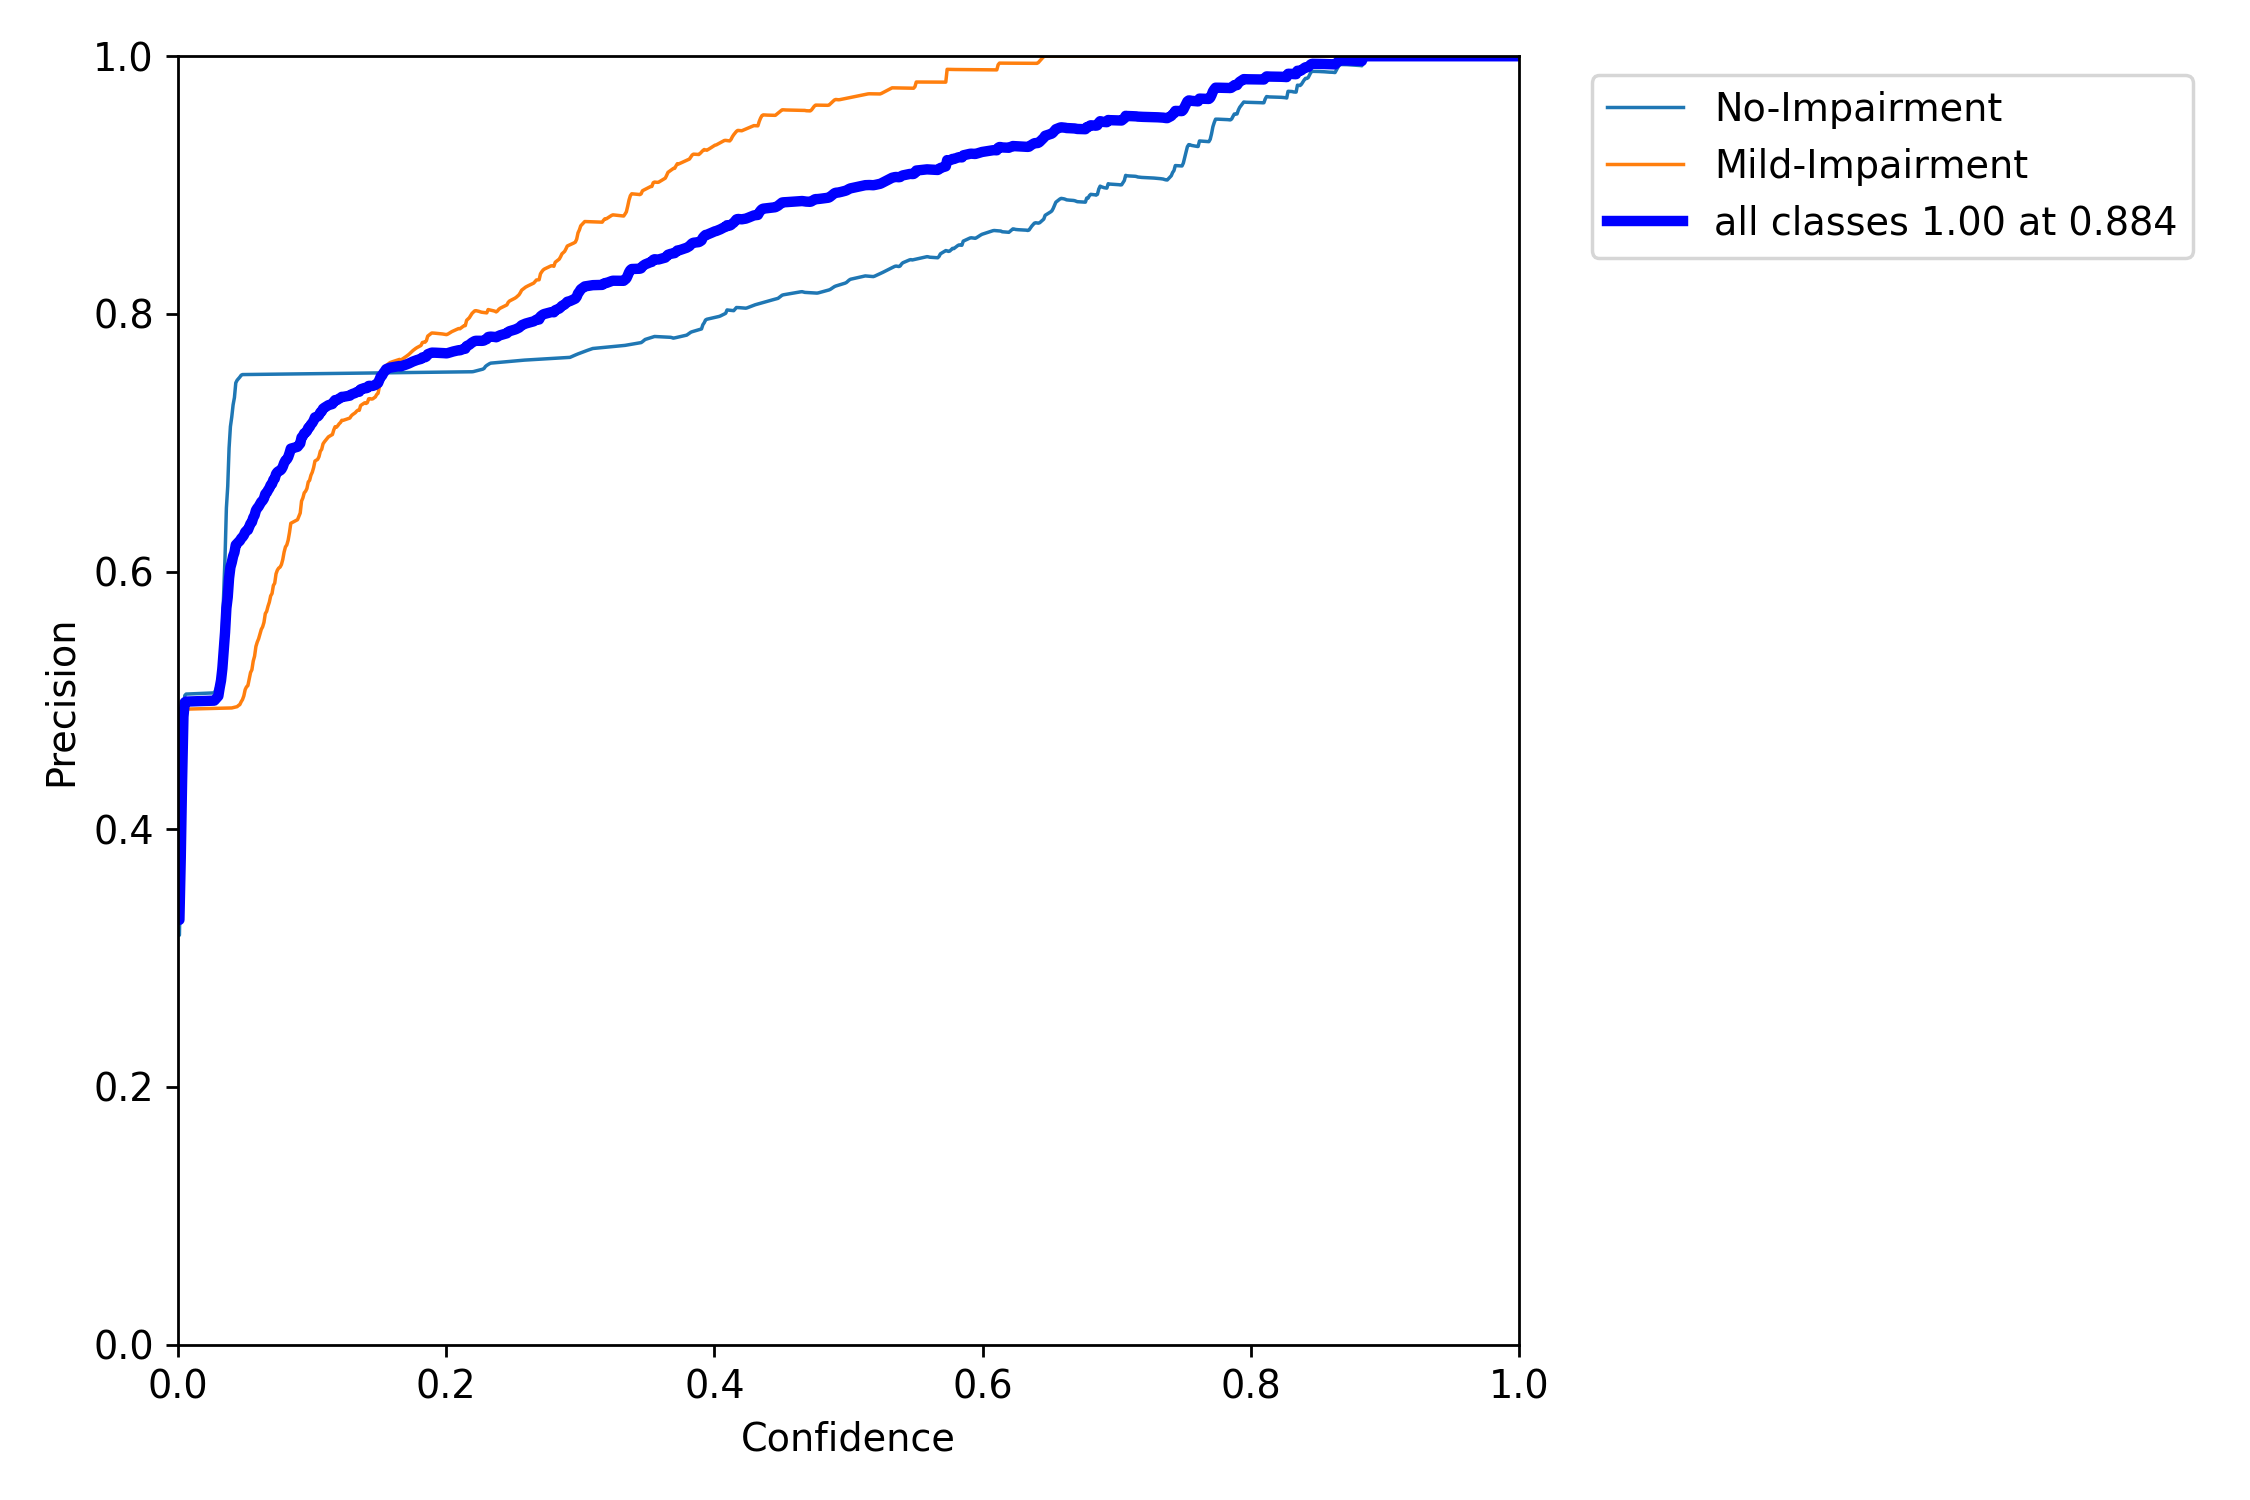 1.0
0.8
0.6
0.4
0.2
0.0
Precision
0.0 0.2 0.4 0.6 0.8 1.0
Confidence
No-Impairment
Mild-Impairment
all classes 1.00 at 0.884